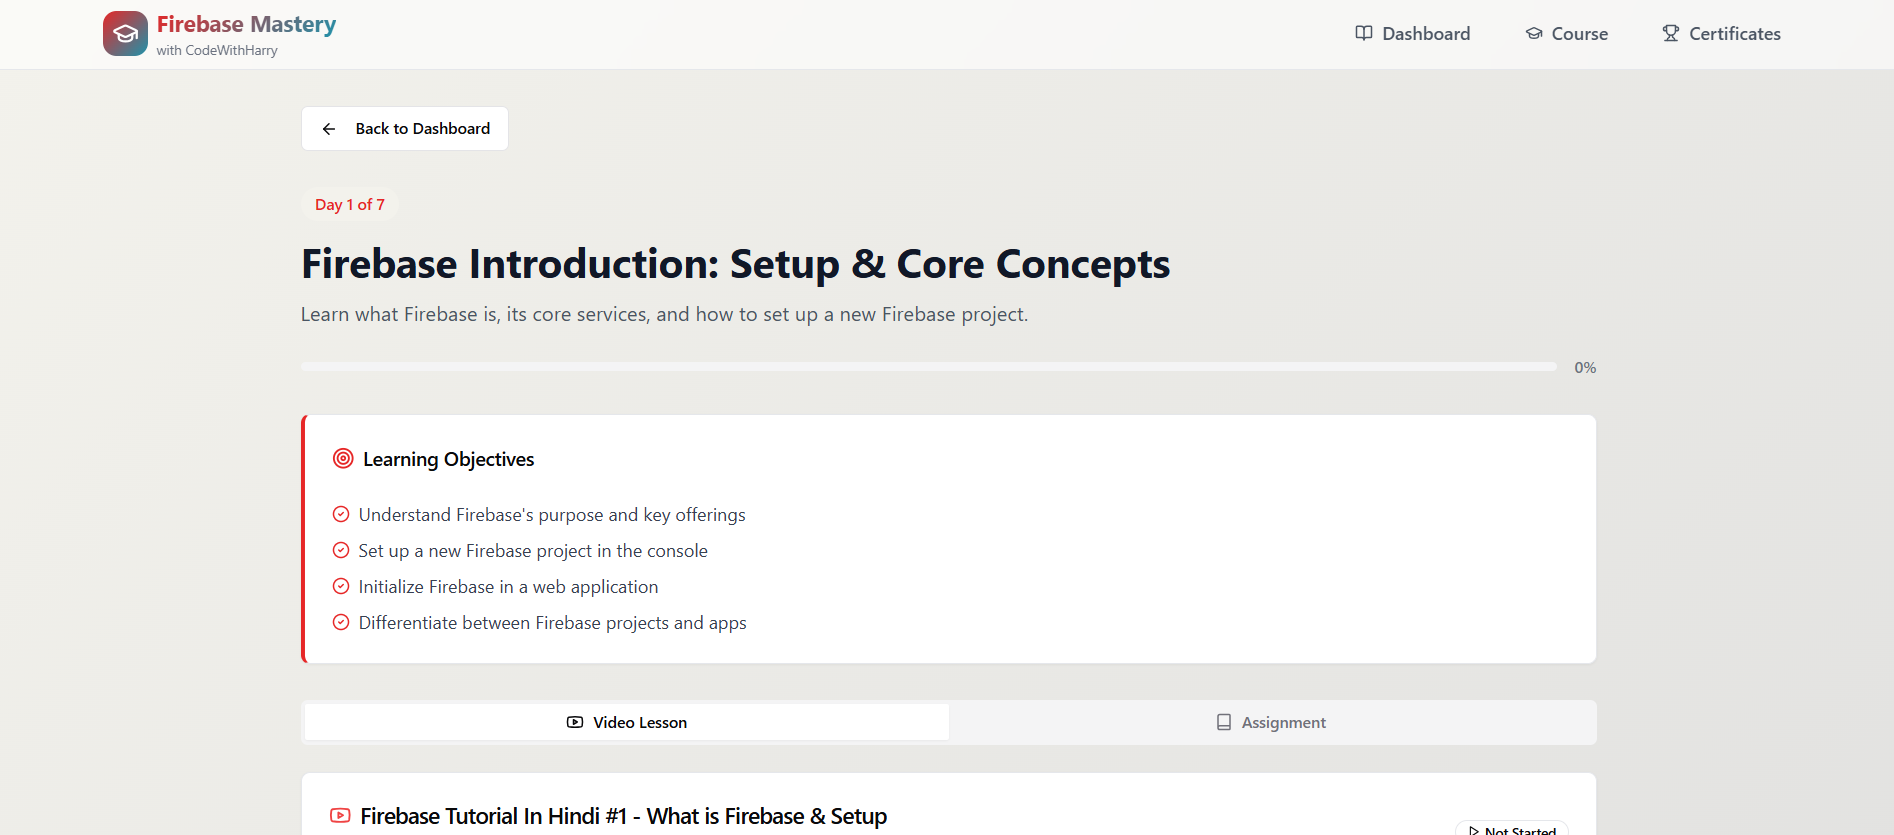 Firebase Mastery
with CodeWithHarry
Dashboard
Course
Certificates
Back to Dashboard
Day 1 of 7
Firebase Introduction: Setup & Core Concepts
Learn what Firebase is, its core services, and how to set up a new Firebase project.
0%
Learning Objectives
Understand Firebase's purpose and key offerings
Set up a new Firebase project in the console
Initialize Firebase in a web application
Differentiate between Firebase projects and apps
Video Lesson
Assignment
Firebase Tutorial In Hindi #1 - What is Firebase & Setup
Not Started